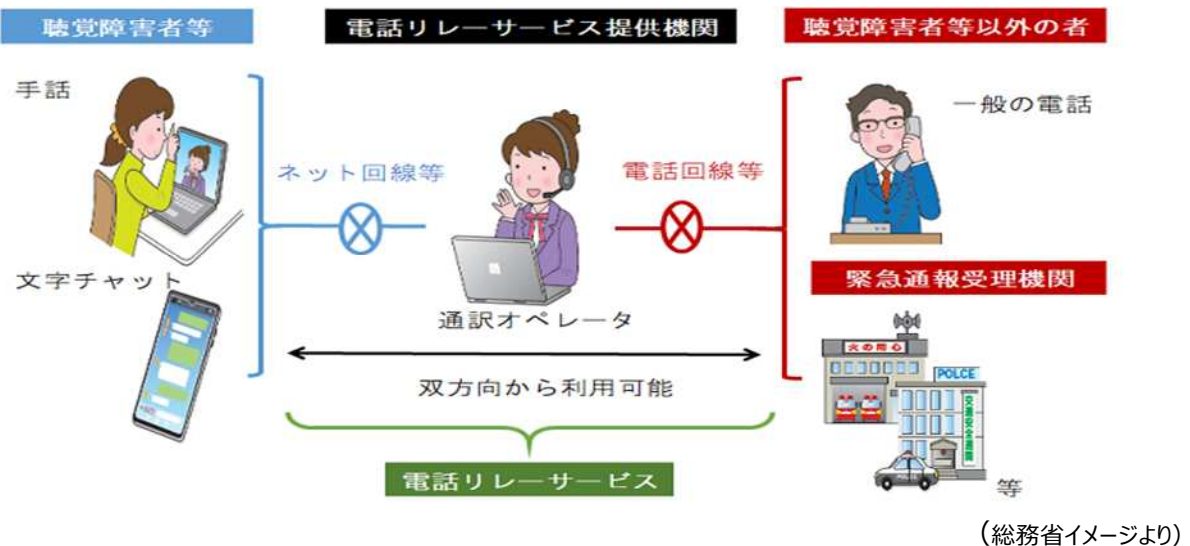 聴覚障害者等
電話リレーサービス提供機関
聴覚障害者等以外の者
手話
一般の電話
ネット回線等
電話回線等
文字チャット
緊急通報受理機関
通訳オペレータ
火の用心
双方向から利用可能
POLCE
電話リレーサービス
等
(総務省イメージより)